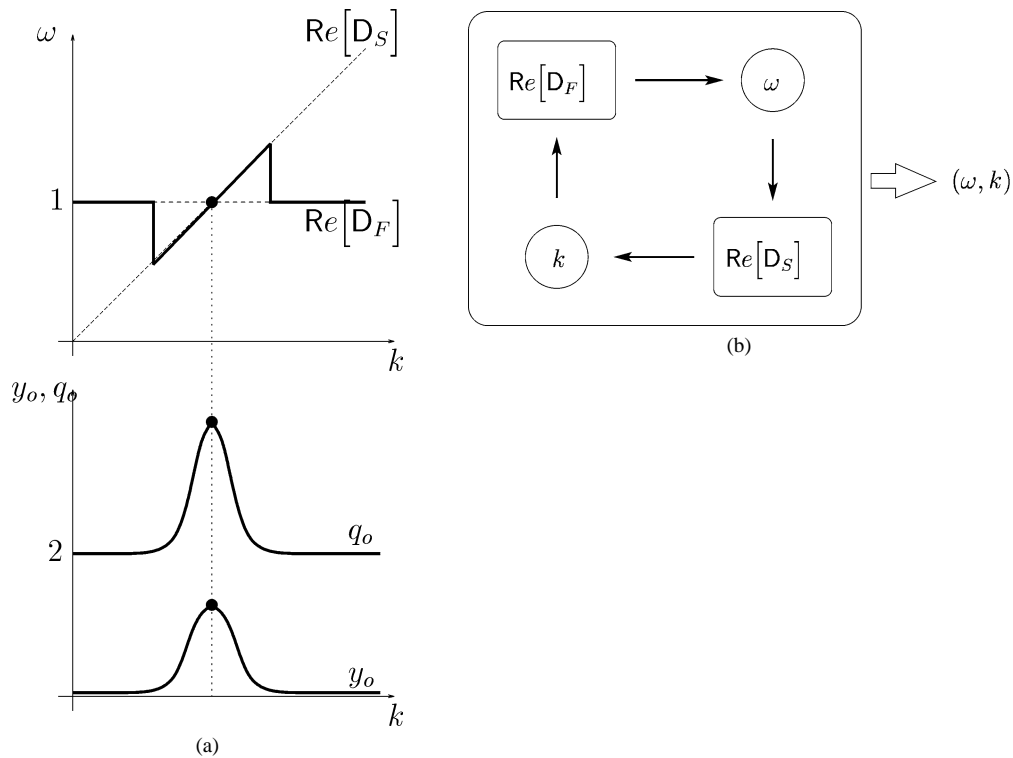 ω
Re[D_S]
1
Re[D_F]
k
y_o, q_o
2
q_o
y_o
k
(a)
Re[D_F]
ω
k
Re[D_S]
(ω, k)
(b)